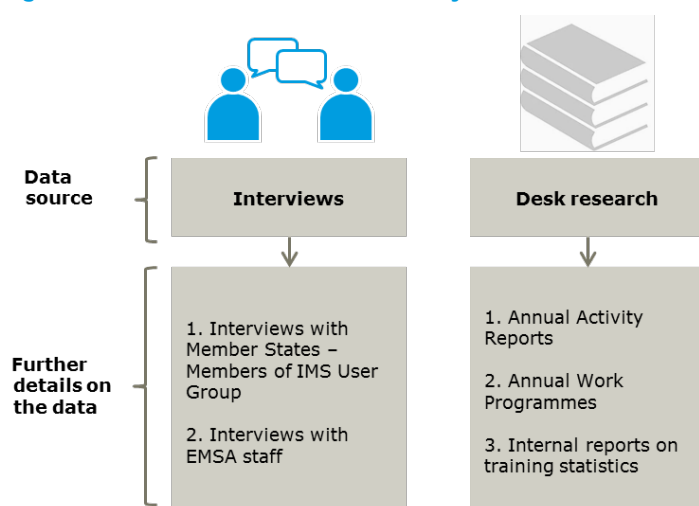 Data
source
Interviews
Desk research
Further
details on
the data
1. Interviews with
Member States –
Members of IMS User
Group
2. Interviews with
EMSA staff
1. Annual Activity
Reports
2. Annual Work
Programmes
3. Internal reports on
training statistics